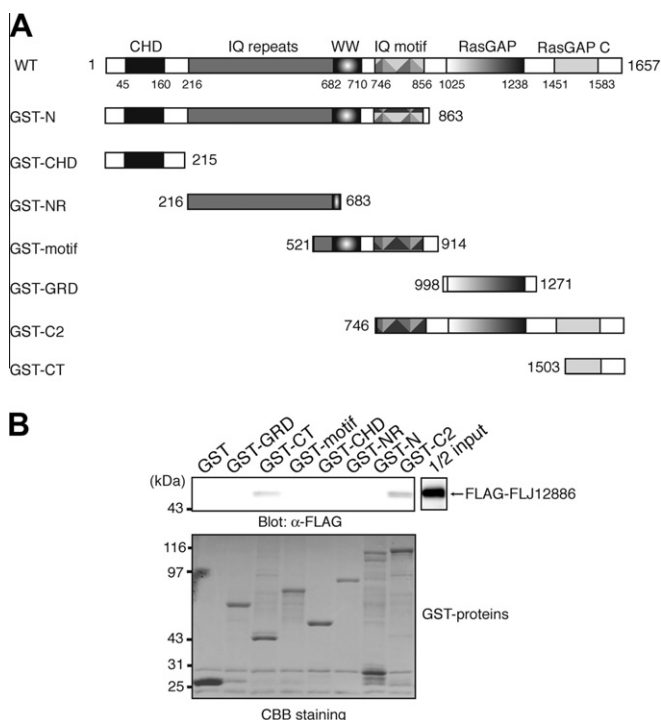 A
CHD IQ repeats WW IQ motif RasGAP RasGAP C
WT 1 1657
45 160 216 682 710 746 856 1025 1238 1451 1583
GST-N 863
GST-CHD 215
GST-NR 216 683
GST-motif 521 914
GST-GRD 998 1271
GST-C2 746
GST-CT 1503
B
GST GST-GRD GST-CT GST-motif GST-CHD GST-NR GST-N GST-C2 1/2 input
(kDa)
43
←FLAG-FLJ12886
Blot: α-FLAG
116
97
43
31
25
GST-proteins
CBB staining